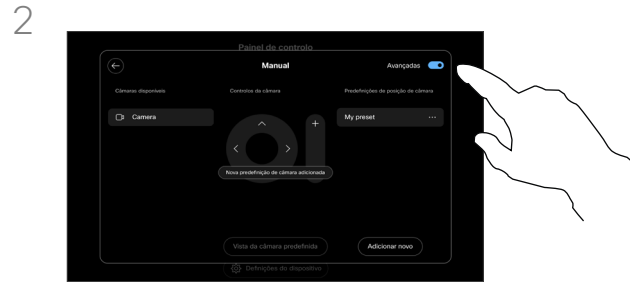 2
Painel de controlo
Manual
Avançadas
Câmaras disponíveis
Controlos da câmara
Predefinições de posição de câmara
Camera
My preset
Nova predefinição de câmara adicionada
Vista da câmara predefinida
Adicionar novo
Definições do dispositivo